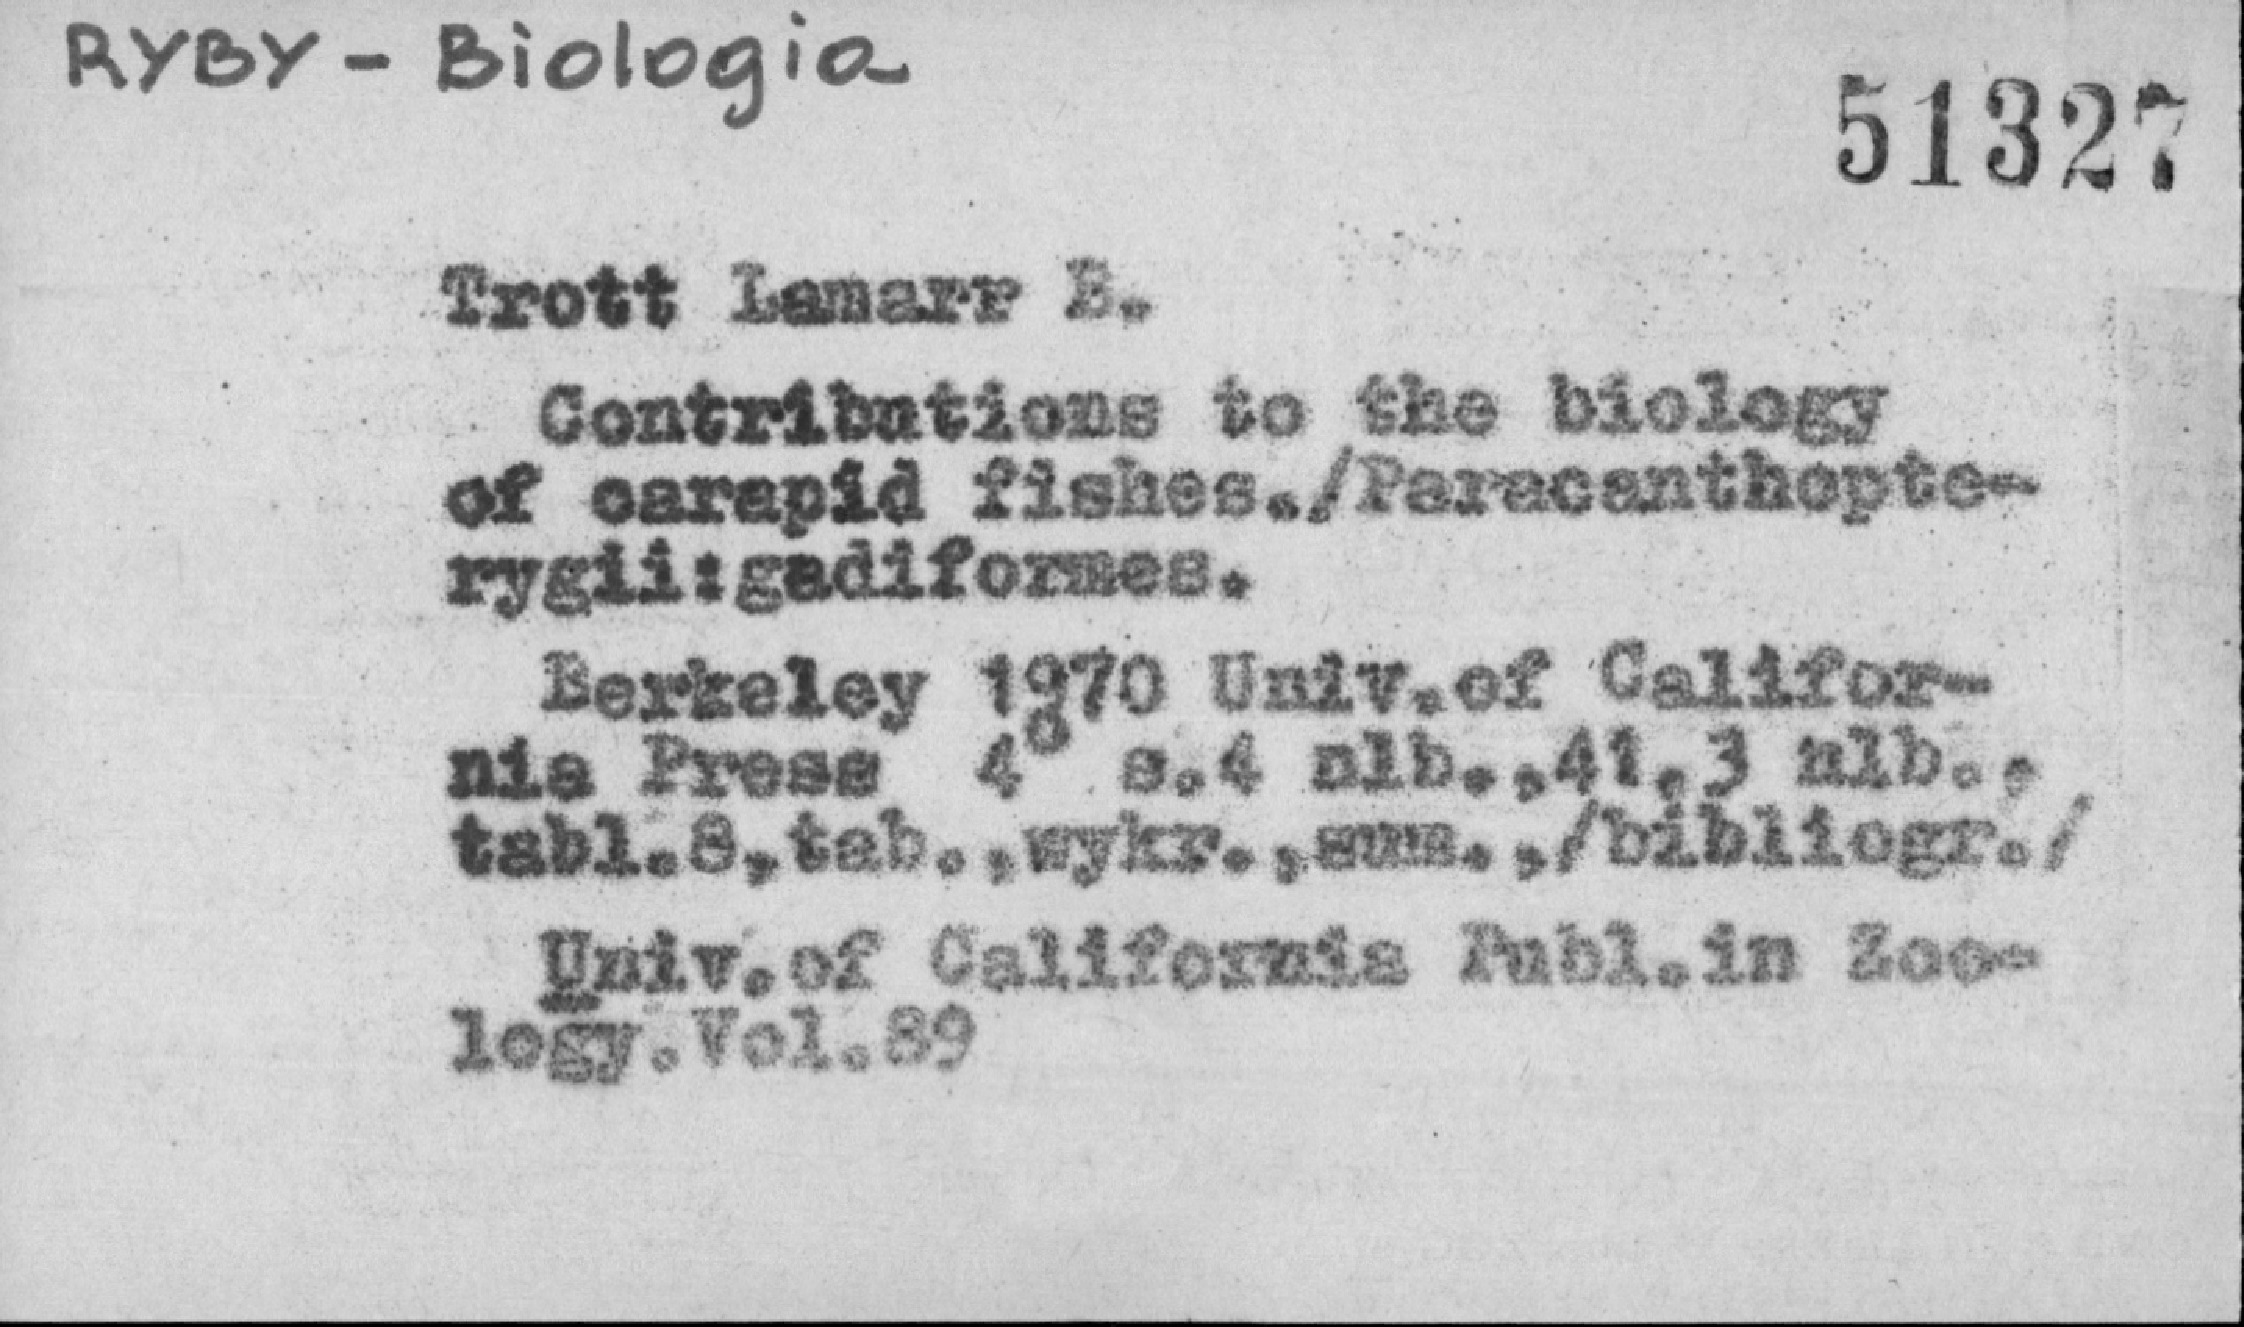 RYBY - Biologia
51327
Trott Lamarr B.
Contributions to the biology
of carapid fishes./Paracanthopte-
rygii:gadiformes.
Berkeley 1970 Univ.of Califor-
nia Press 4° s.4 nlb.,41,3 nlb.,
tabl.8,tab.,wykr.,sum.,/bibliogr./
Univ.of California Publ.in Zoo-
logy.Vol.89